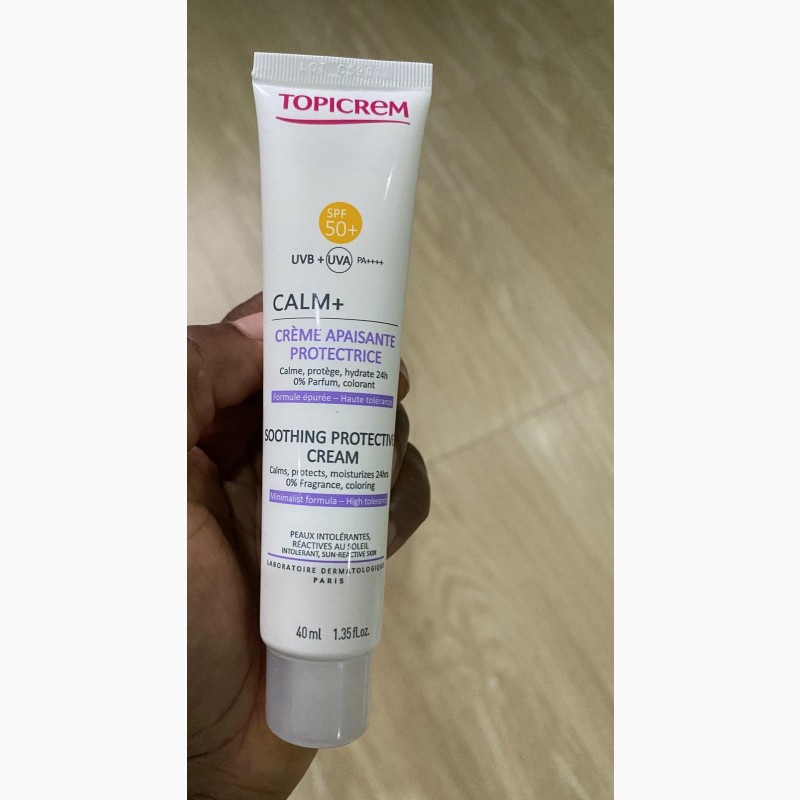 TOPICREM
SPF
50+
UVB + UVA PA++++
CALM+
CRÈME APAISANTE
PROTECTRICE
Calme, protège, hydrate 24h
0% Parfum, colorant
Formule épurée – Haute tolérance
SOOTHING PROTECTIVE
CREAM
Calms, protects, moisturizes 24hrs
0% Fragrance, coloring
Minimalist formula – High tolerance
PEAUX INTOLÉRANTES,
RÉACTIVES AU SOLEIL
INTOLERANT, SUN-REACTIVE SKIN
LABORATOIRE DERMATOLOGIQUE
PARIS
40 ml 1.35 fl.oz.